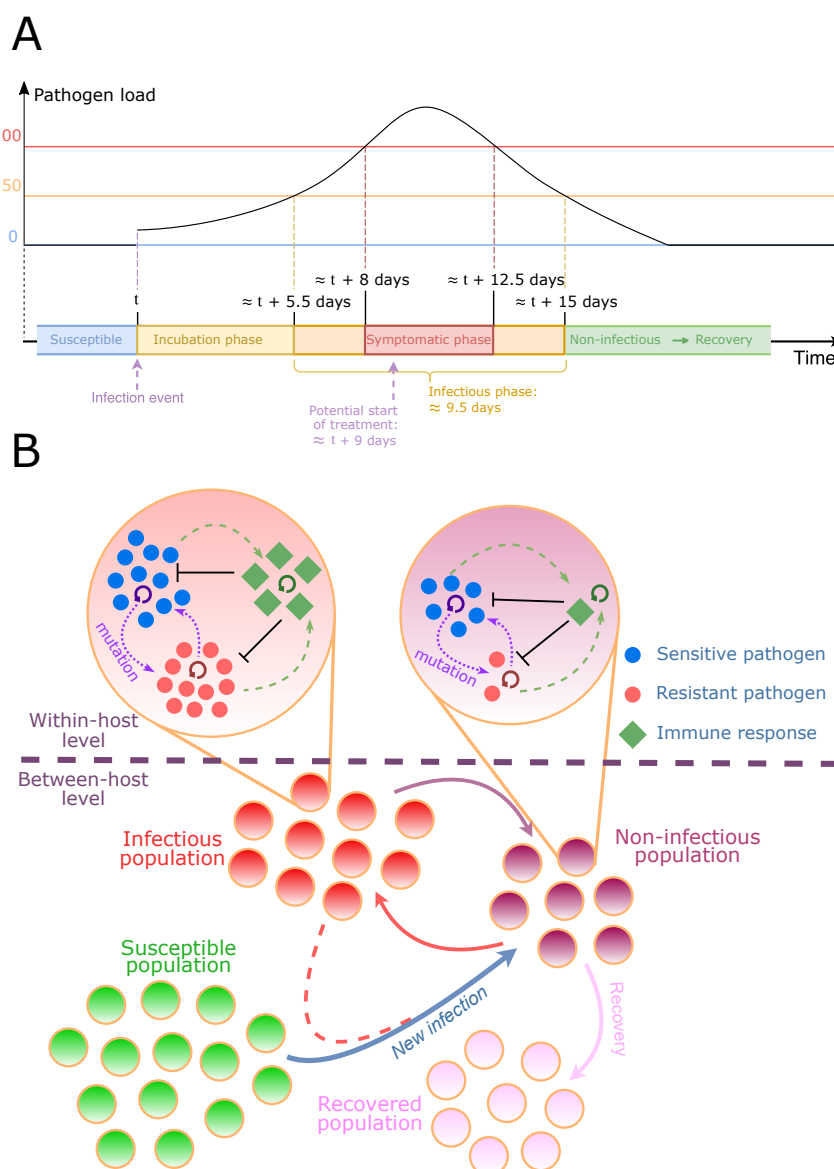 A
Pathogen load
00
50
0
≈ t + 8 days
≈ t + 12.5 days
t
≈ t + 5.5 days
≈ t + 15 days
Susceptible
Incubation phase
Symptomatic phase
Non-infectious
Recovery
Time
Infection event
Infectious phase:
≈ 9.5 days
Potential start
of treatment:
≈ t + 9 days
B
mutation
mutation
Sensitive pathogen
Resistant pathogen
Immune response
Within-host
level
Between-host
level
Infectious
population
Non-infectious
population
Susceptible
population
New infection
Recovery
Recovered
population